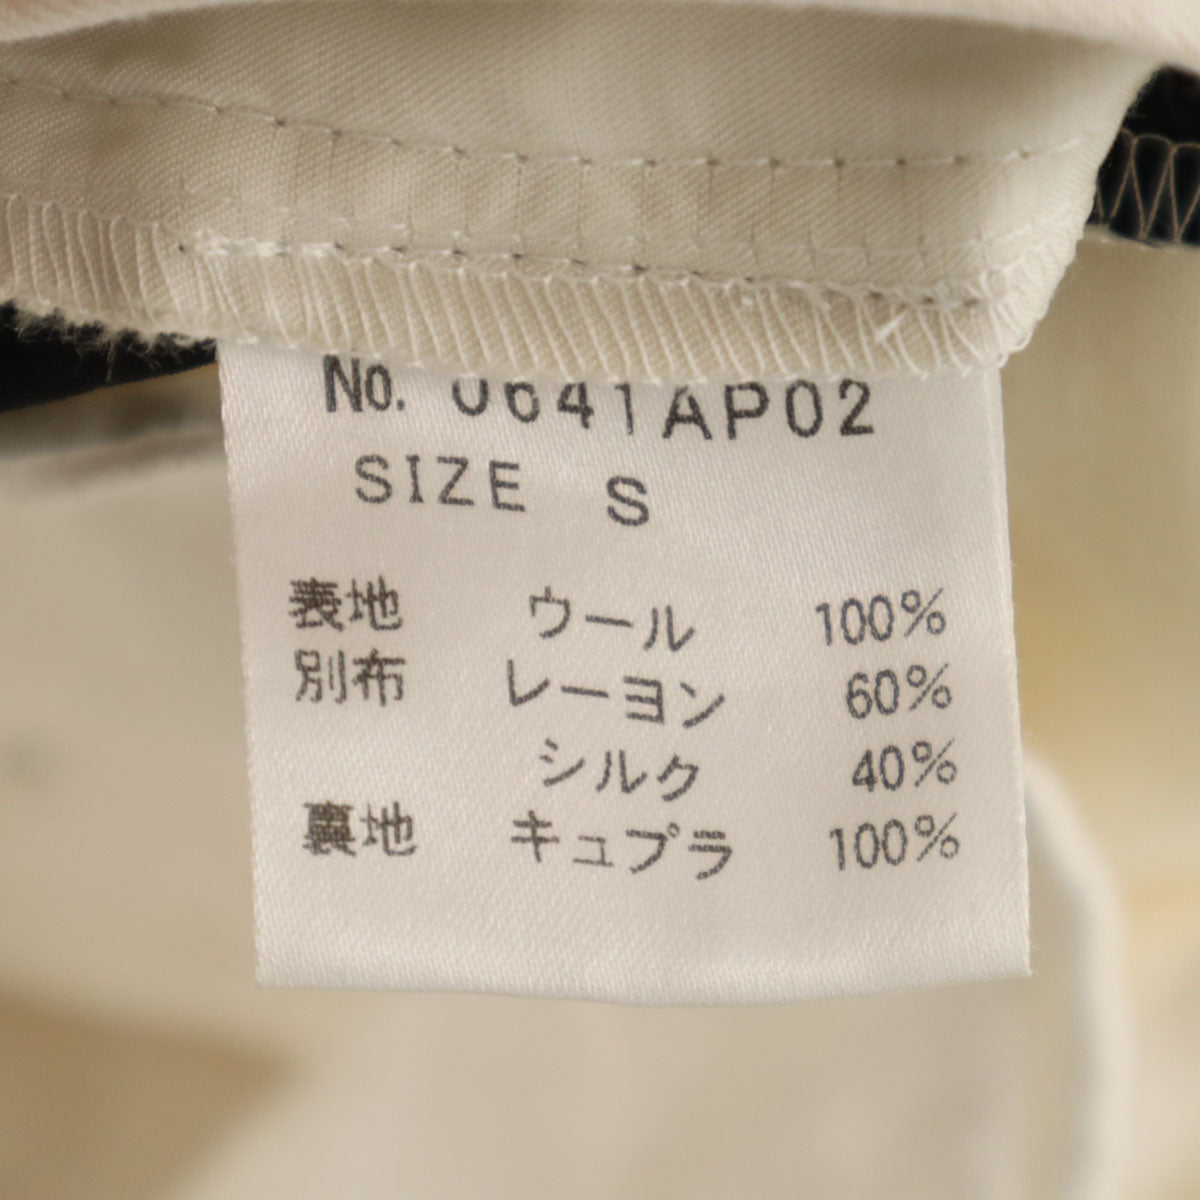 No. 0641AP02
SIZE S
表地 ウール 100%
別布 レーヨン 60%
シルク 40%
裏地 キュプラ 100%